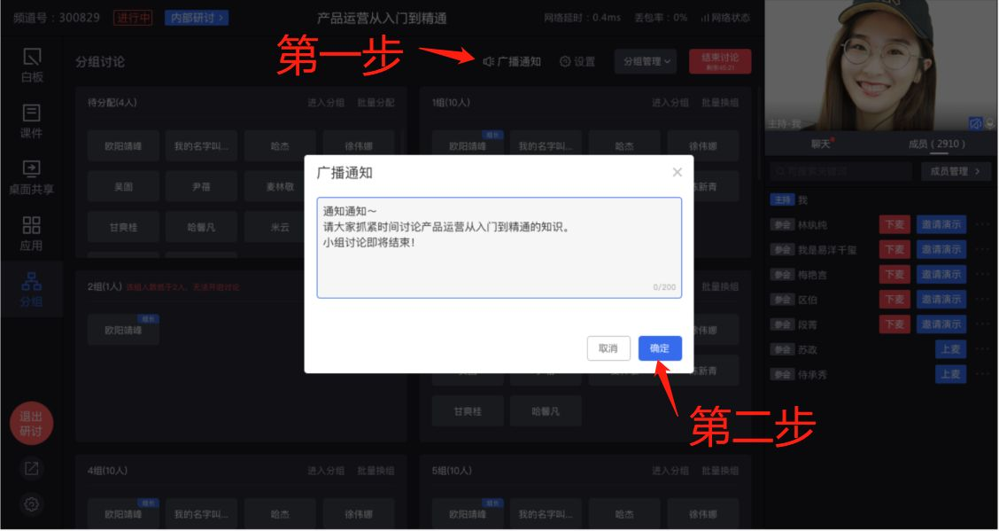 频道号：300829 进行中 内部研讨 > 产品运营从入门到精通 网络延时：0.4ms 丢包率：0% 网络状态
第一步
分组讨论 广播通知 设置 分组管理 结束讨论
剩余45:21
白板
课件
桌面共享
应用
分组
退出
研讨
待分配(4人) 进入分组 批量分配
欧阳靖峰 我的名字叫... 哈杰 徐伟娜
吴固 尹蓓 麦林敬
甘爽桂 哈馨凡 米云
1组(10人) 进入分组 批量换组
组长
欧阳靖峰 我的名字叫... 哈杰 徐伟娜
陈新青
2组(1人) 该组人数低于2人，无法开启讨论
组长
欧阳靖峰
批量换组
徐伟娜
陈新青
甘爽桂 哈馨凡
广播通知
通知通知～
请大家抓紧时间讨论产品运营从入门到精通的知识。
小组讨论即将结束！
0/200
取消 确定
第二步
4组(10人) 进入分组 批量换组
组长
欧阳靖峰 我的名字叫... 哈杰 徐伟娜
5组(10人) 进入分组 批量换组
组长
欧阳靖峰 我的名字叫... 哈杰 徐伟娜
主持·我
聊天 成员（2910）
可搜索关键词 成员管理 >
主持 我
参会 林纨纯 下麦 邀请演示 ···
参会 我是易洋干玺 下麦 邀请演示 ···
参会 梅艳言 下麦 邀请演示 ···
参会 区伯 下麦 邀请演示 ···
参会 段菁 下麦 邀请演示 ···
参会 苏政 上麦 ···
参会 侍承秀 上麦 ···